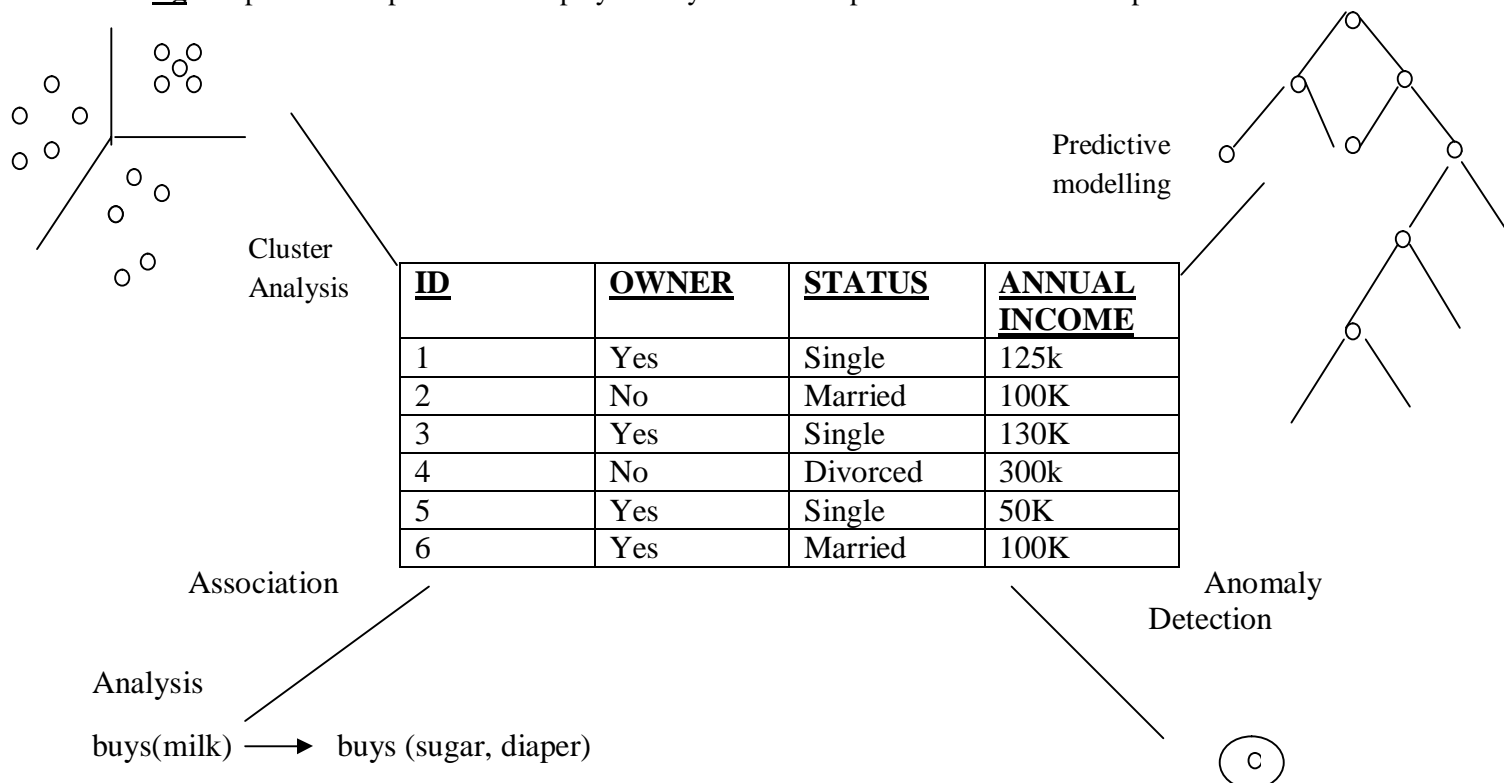 Predictive
modelling
Cluster
Analysis
ID OWNER STATUS ANNUAL
INCOME
1 Yes Single 125k
2 No Married 100K
3 Yes Single 130K
4 No Divorced 300k
5 Yes Single 50K
6 Yes Married 100K
Association
Anomaly
Detection
Analysis
buys(milk) → buys (sugar, diaper)